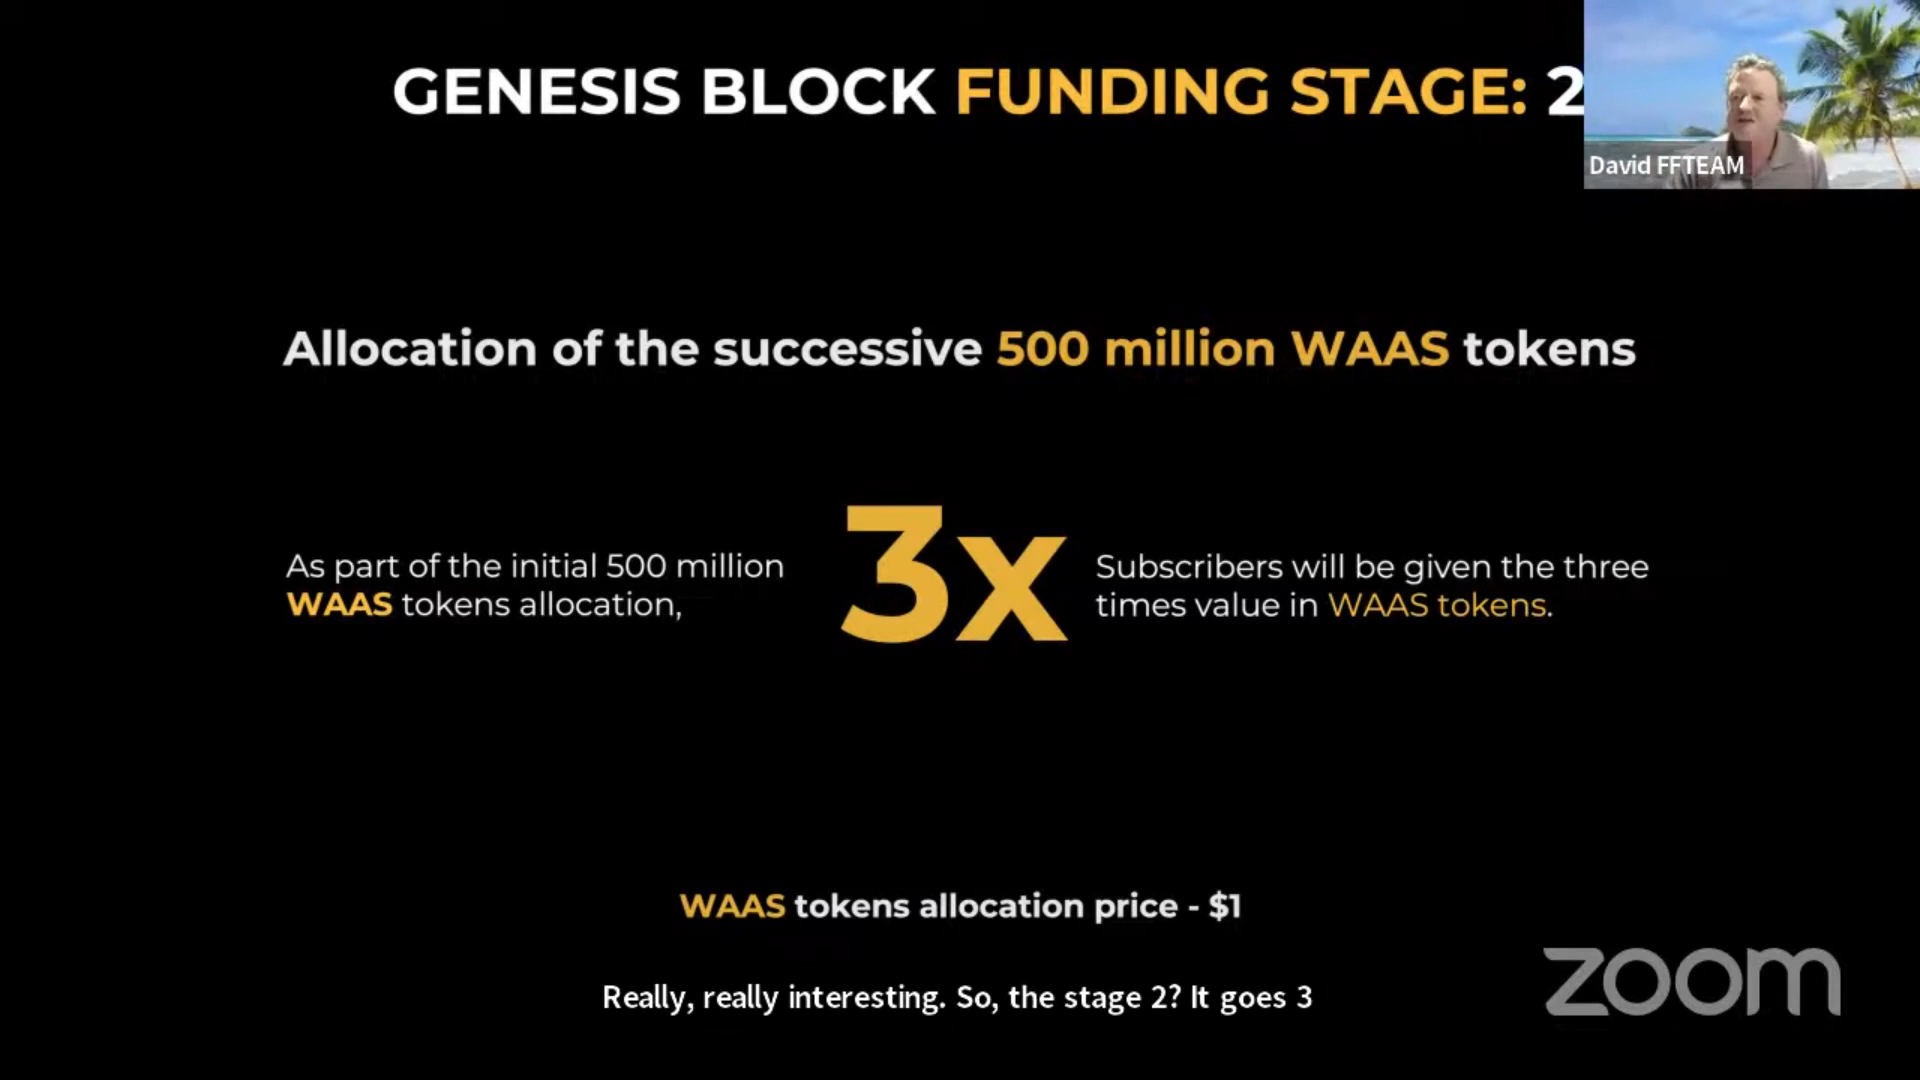 GENESIS BLOCK FUNDING STAGE: 2
David FFTEAM
Allocation of the successive 500 million WAAS tokens
As part of the initial 500 million
WAAS tokens allocation,
3x
Subscribers will be given the three
times value in WAAS tokens.
WAAS tokens allocation price - $1
Really, really interesting. So, the stage 2? It goes 3
zoom